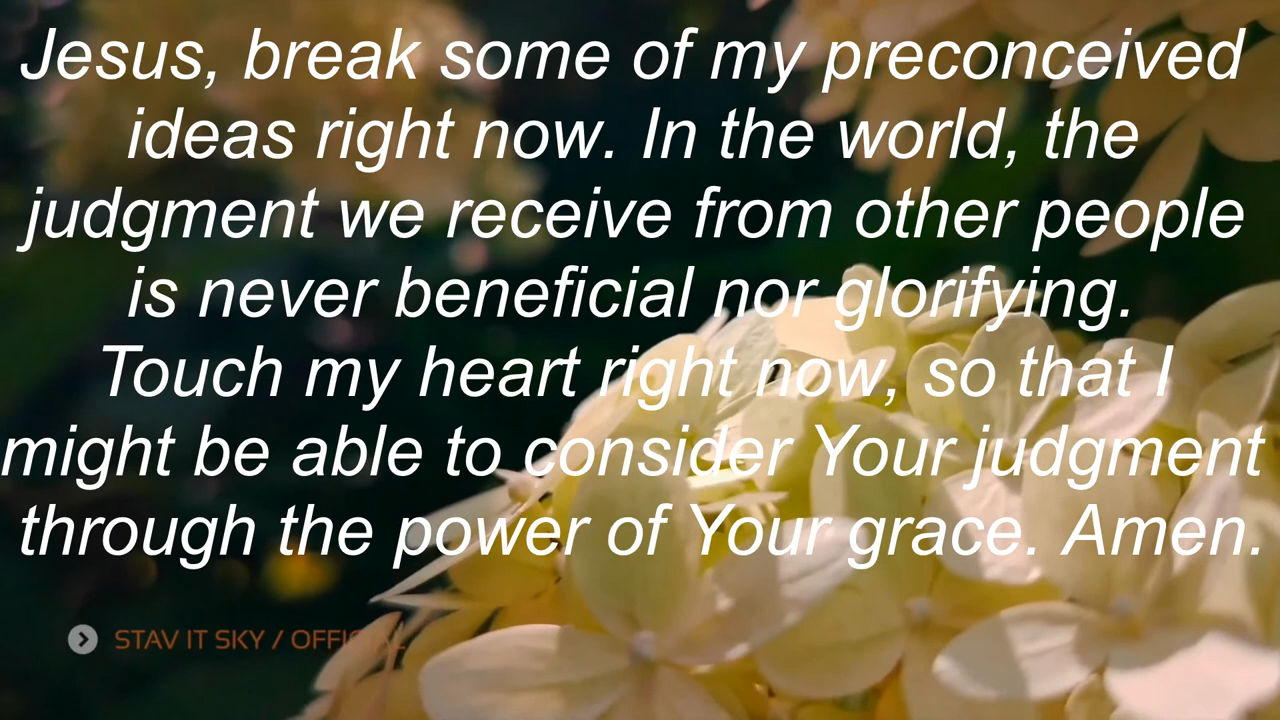 Jesus, break some of my preconceived
ideas right now. In the world, the
judgment we receive from other people
is never beneficial nor glorifying.
Touch my heart right now, so that I
might be able to consider Your judgment
through the power of Your grace. Amen.
STAV IT SKY / OFFICIAL